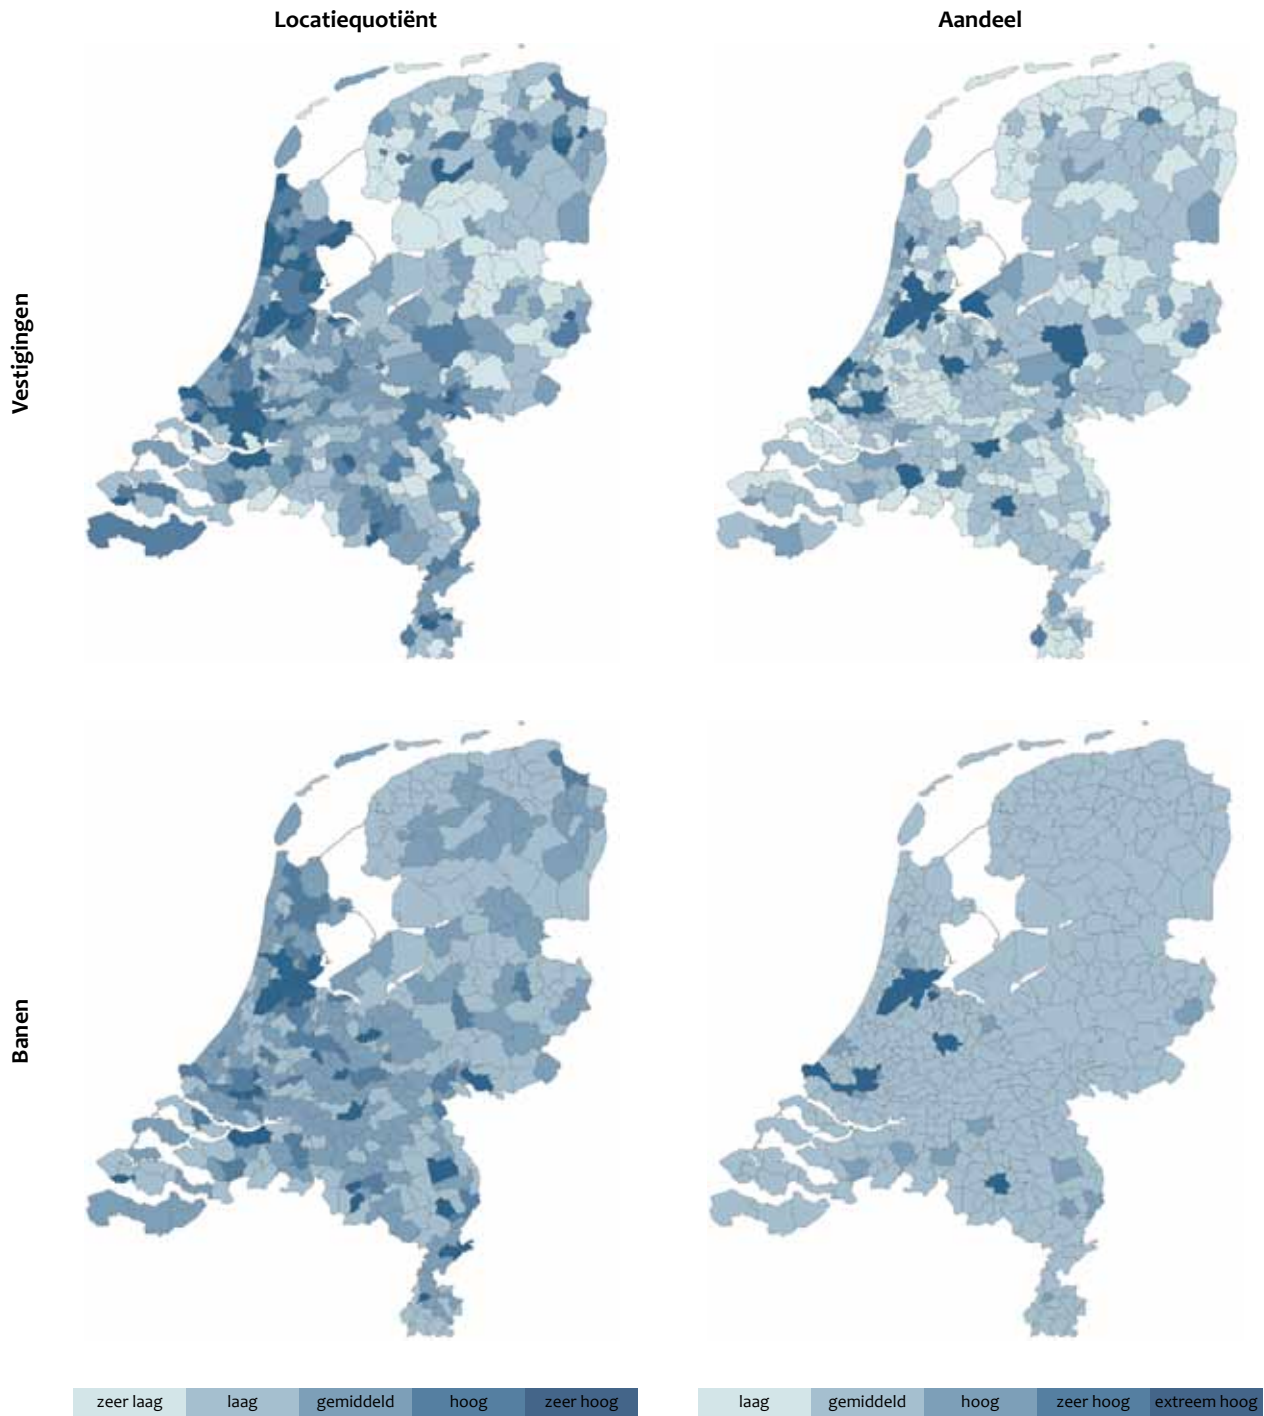 Locatiequotiënt
Aandeel
Vestigingen
Banen
zeer laag laag gemiddeld hoog zeer hoog
laag gemiddeld hoog zeer hoog extreem hoog